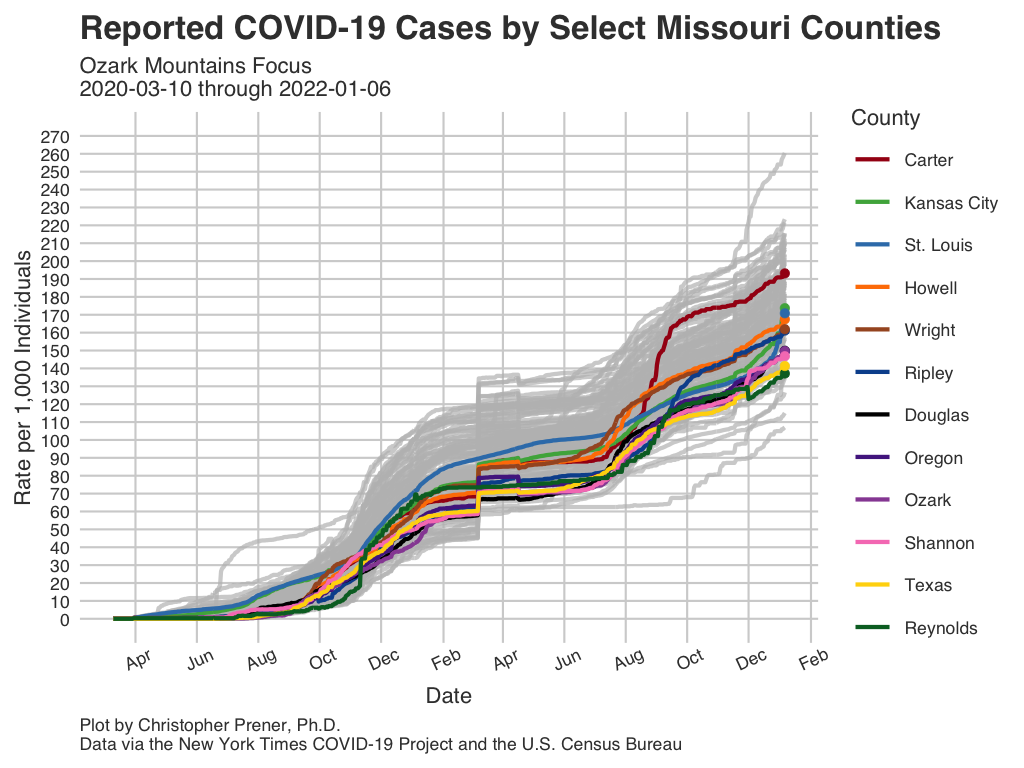 Reported COVID-19 Cases by Select Missouri Counties
Ozark Mountains Focus
2020-03-10 through 2022-01-06
County
Carter
Kansas City
St. Louis
Howell
Wright
Ripley
Douglas
Oregon
Ozark
Shannon
Texas
Reynolds
Rate per 1,000 Individuals
270
260
250
240
230
220
210
200
190
180
170
160
150
140
130
120
110
100
90
80
70
60
50
40
30
20
10
0
Apr Jun Aug Oct Dec Feb Apr Jun Aug Oct Dec Feb
Date
Plot by Christopher Prener, Ph.D.
Data via the New York Times COVID-19 Project and the U.S. Census Bureau